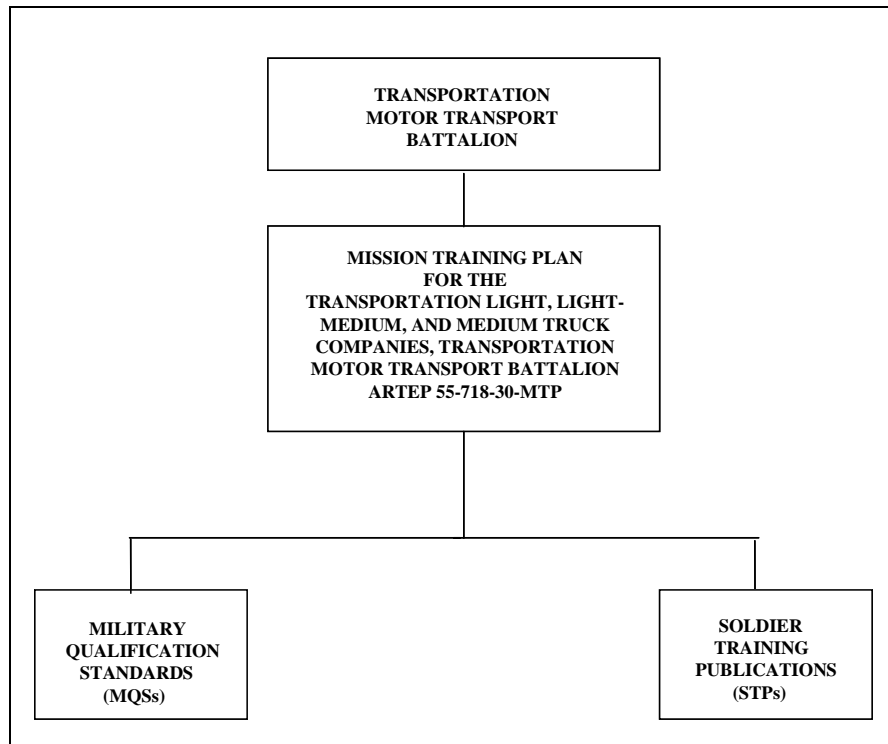 TRANSPORTATION
MOTOR TRANSPORT
BATTALION
MISSION TRAINING PLAN
FOR THE
TRANSPORTATION LIGHT, LIGHT-
MEDIUM, AND MEDIUM TRUCK
COMPANIES, TRANSPORTATION
MOTOR TRANSPORT BATTALION
ARTEP 55-718-30-MTP
MILITARY
QUALIFICATION
STANDARDS
(MQSs)
SOLDIER
TRAINING
PUBLICATIONS
(STPs)